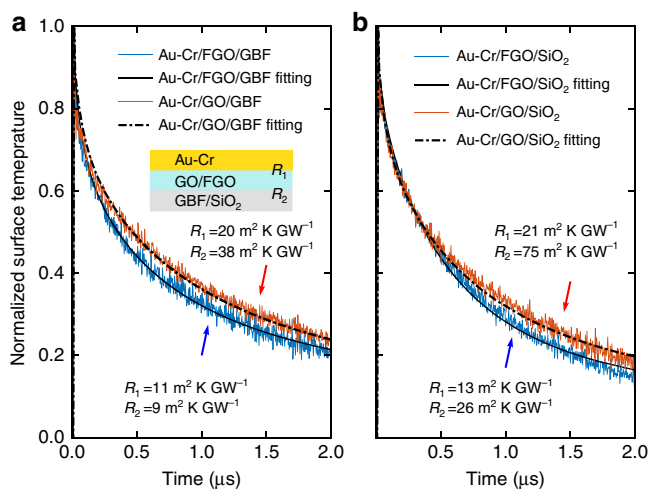 a
Normalized surface temeprature
1.0
0.8
0.6
0.4
0.2
0.0
Au-Cr/FGO/GBF
Au-Cr/FGO/GBF fitting
Au-Cr/GO/GBF
Au-Cr/GO/GBF fitting
Au-Cr
R₁
GO/FGO
R₂
GBF/SiO₂
R₁ =20 m² K GW⁻¹
R₂ =38 m² K GW⁻¹
R₁ =11 m² K GW⁻¹
R₂ =9 m² K GW⁻¹
0 0.5 1.0 1.5 2.0
Time (μs)
b
Au-Cr/FGO/SiO₂
Au-Cr/FGO/SiO₂ fitting
Au-Cr/GO/SiO₂
Au-Cr/GO/SiO₂ fitting
R₁ =21 m² K GW⁻¹
R₂ =75 m² K GW⁻¹
R₁ =13 m² K GW⁻¹
R₂ =26 m² K GW⁻¹
0 0.5 1.0 1.5 2.0
Time (μs)